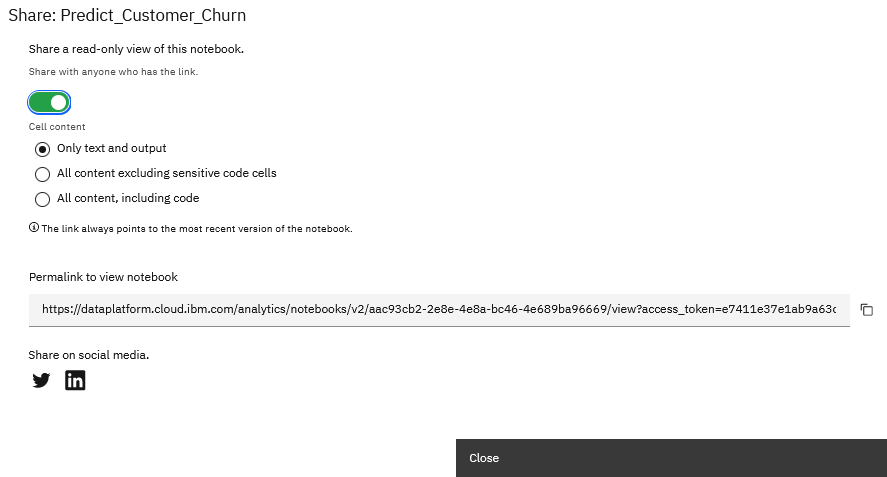 Share: Predict_Customer_Churn
Share a read-only view of this notebook.
Share with anyone who has the link.
Cell content
Only text and output
All content excluding sensitive code cells
All content, including code
The link always points to the most recent version of the notebook.
Permalink to view notebook
https://dataplatform.cloud.ibm.com/analytics/notebooks/v2/aac93cb2-2e8e-4e8a-bc46-4e689ba96669/view?access_token=e7411e37e1ab9a63c
Share on social media.
in
Close